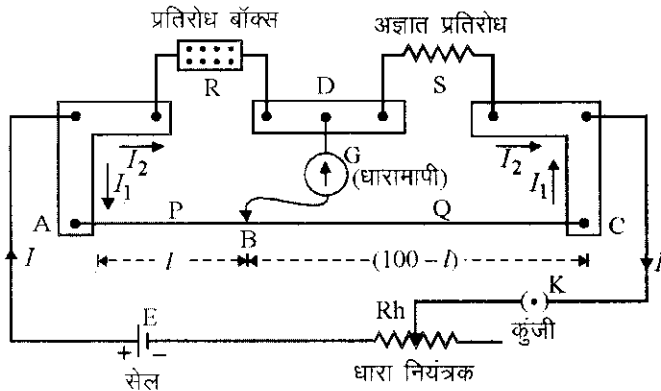 प्रतिरोध बॉक्स
अज्ञात प्रतिरोध
R
D
S
I₂
G
(धारामापी)
I₂
I₁
I₁
A
P
B
Q
C
I
l
(100 – l)
I
E
+ –
सेल
Rh
धारा नियंत्रक
K
कुंजी